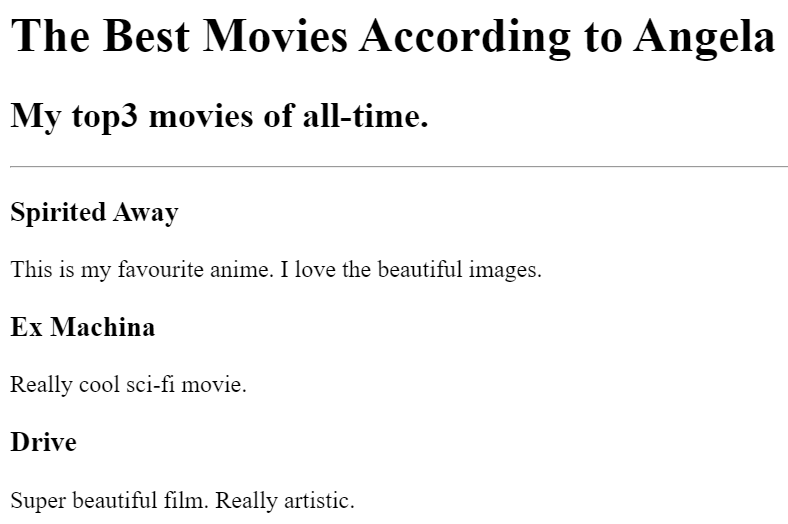 The Best Movies According to Angela
My top3 movies of all-time.
Spirited Away
This is my favourite anime. I love the beautiful images.
Ex Machina
Really cool sci-fi movie.
Drive
Super beautiful film. Really artistic.